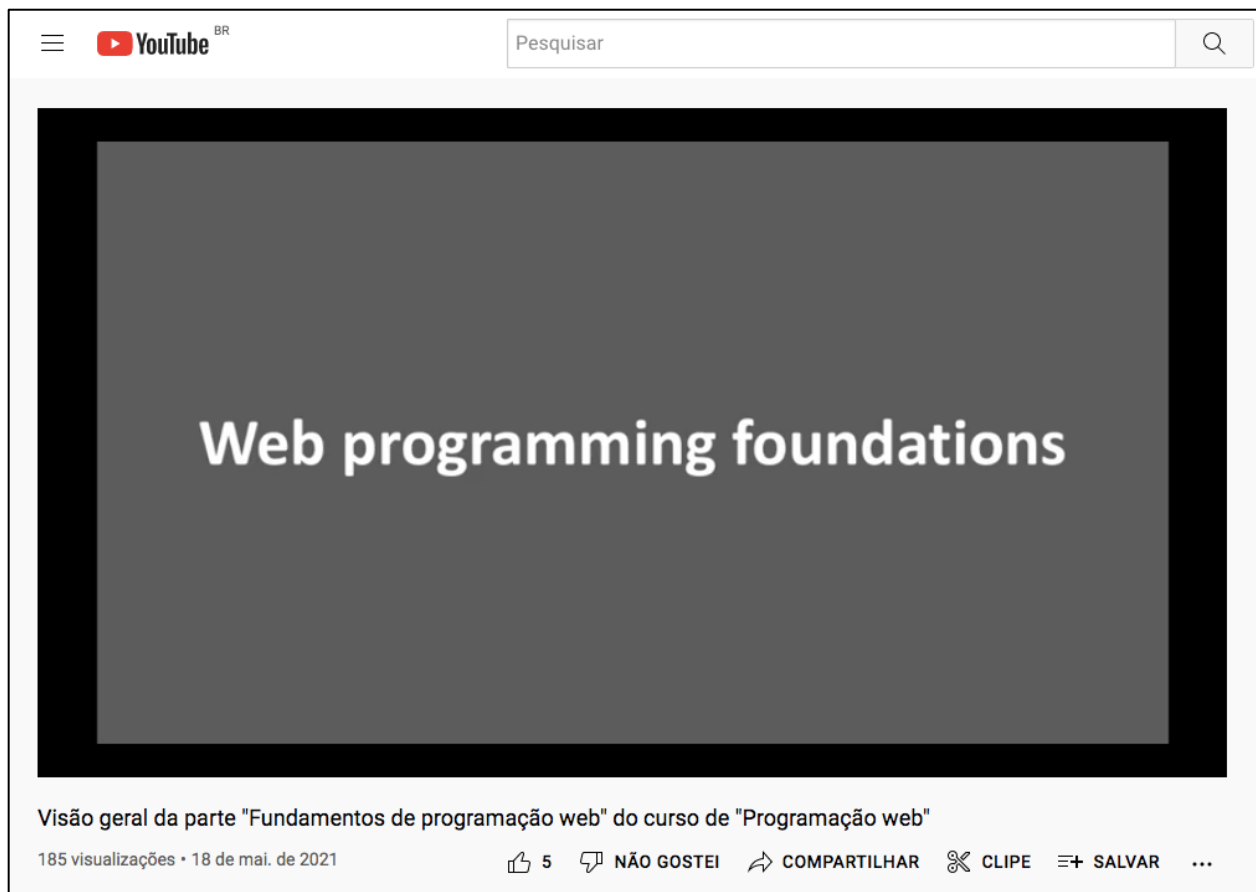 YouTube BR
Pesquisar
Web programming foundations
Visão geral da parte "Fundamentos de programação web" do curso de "Programação web"
185 visualizações • 18 de mai. de 2021 5 NÃO GOSTEI COMPARTILHAR CLIPE SALVAR ...